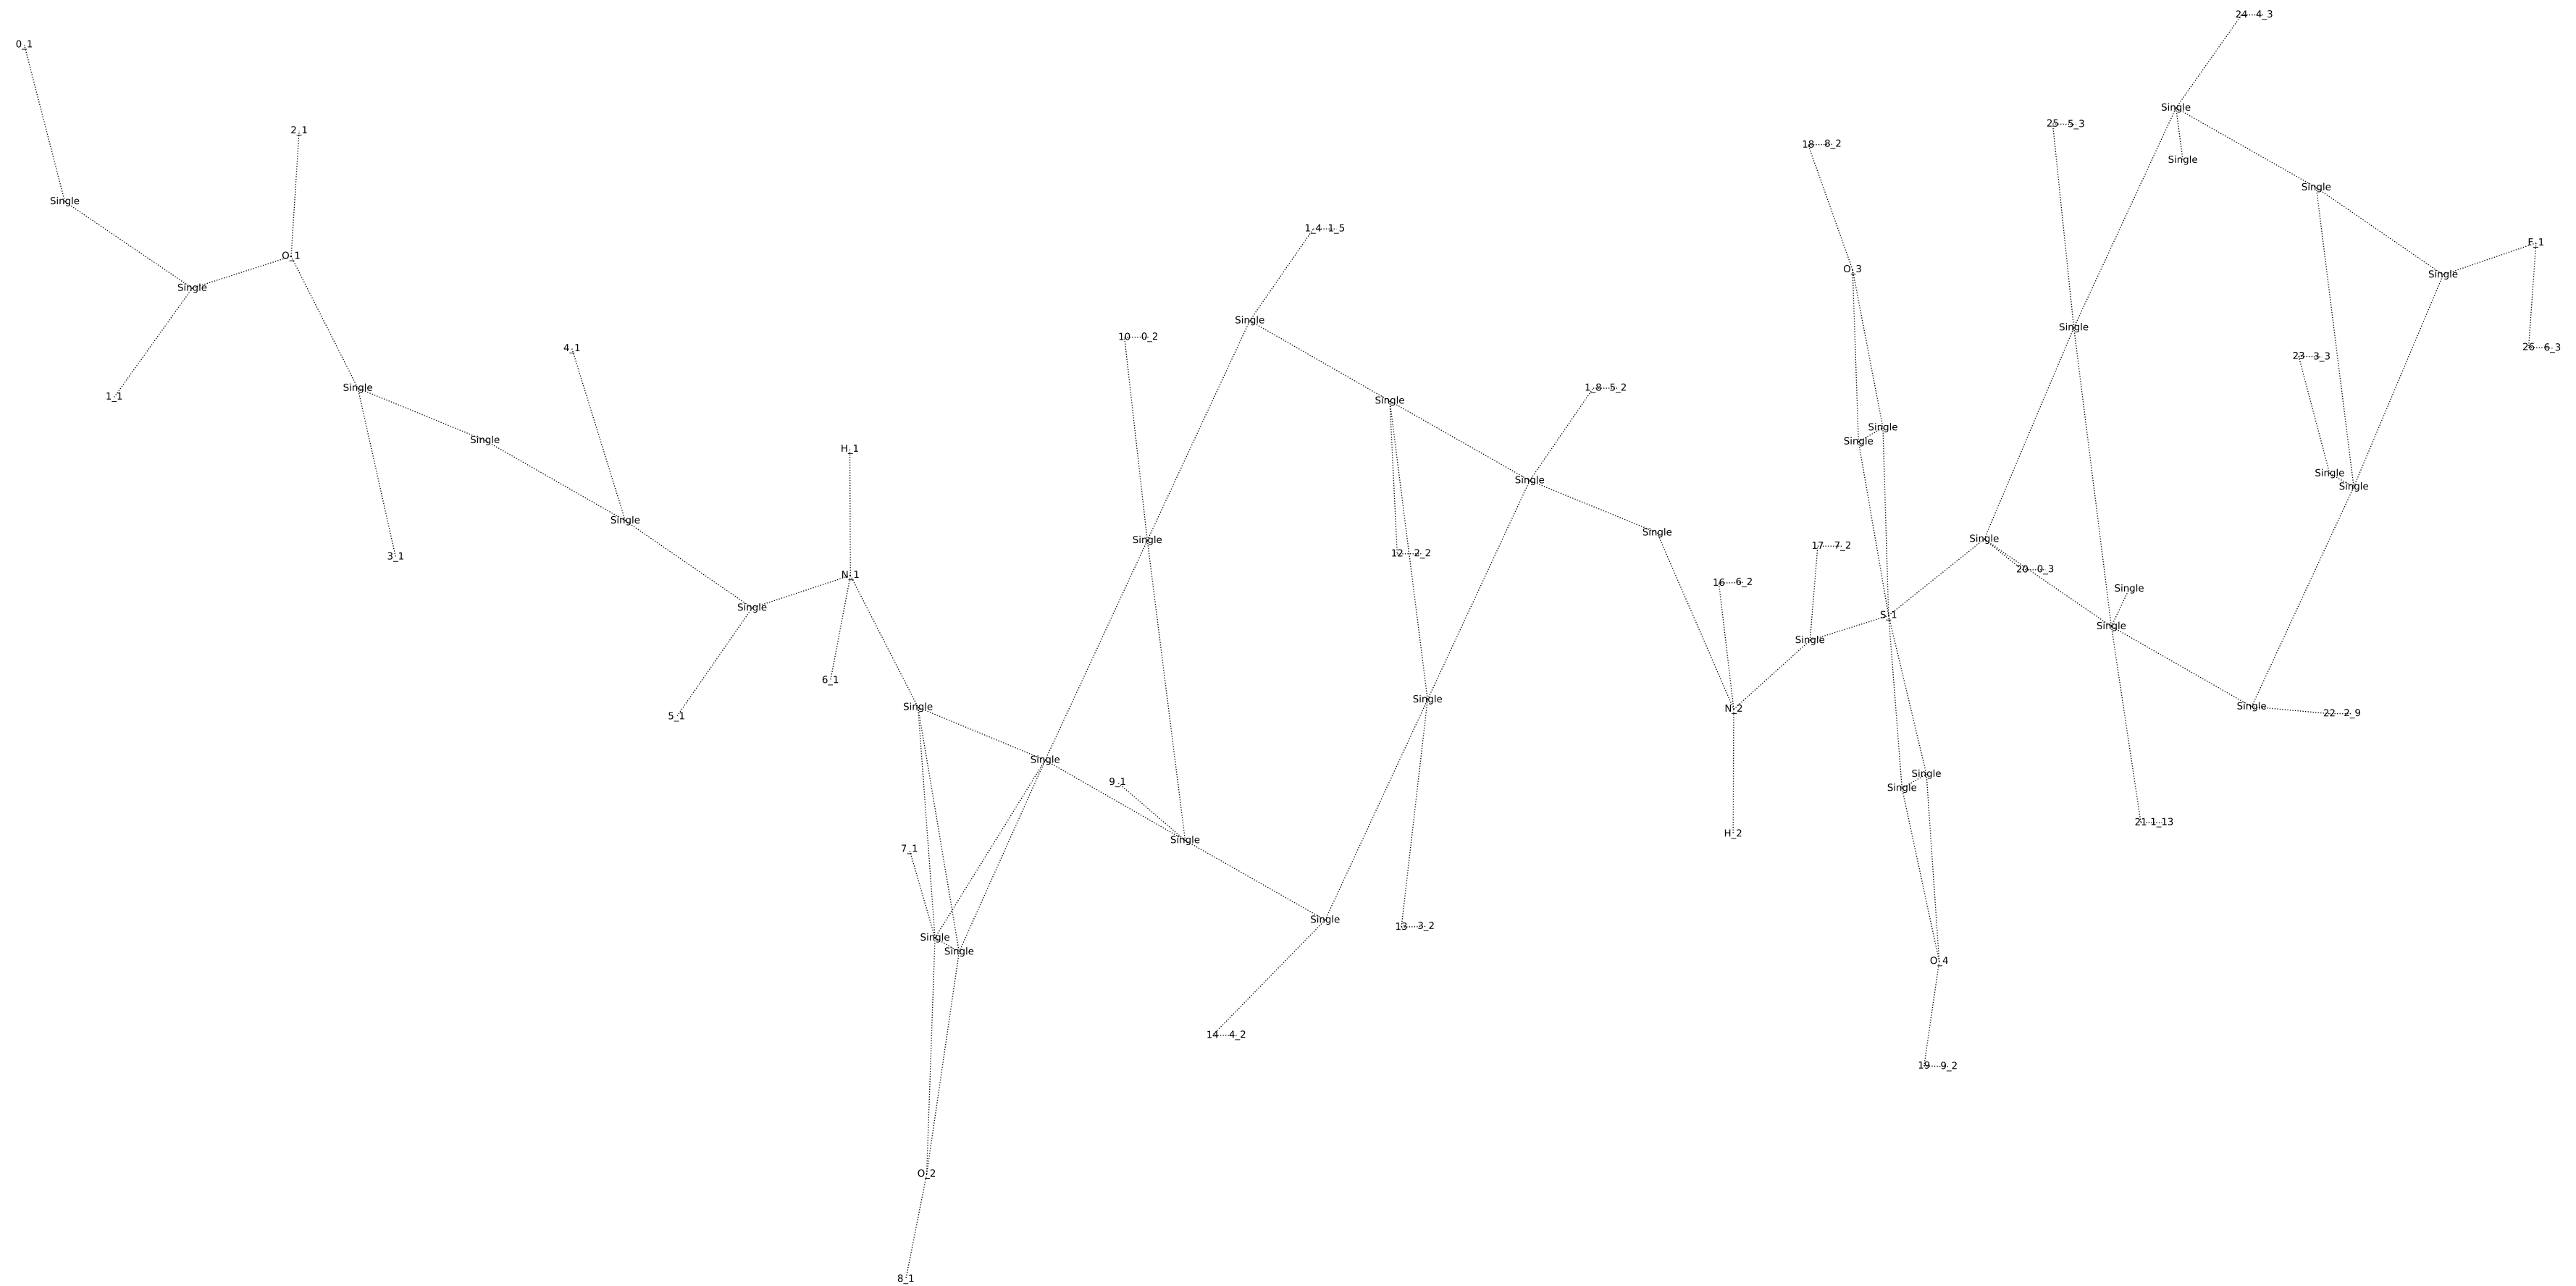 24 4_3
0_1
Single
25 5_3
2_1
18 8_2
Single
Single
Single
1_4 1_5
F_1
O_1
O_3
Single
Single
Single
Single
10 0_2
26 6_3
4_1
23 3_3
Single
1_8 5_2
1_1
Single
Single
Single
Single
H_1
Single
Single
Single
Single
Single
Single
Single
Single
17 7_2
12 2_2
3_1
20 0_3
N_1
16 6_2
Single
Single
S_1
Single
Single
6_1
Single
Single
Single
N_2
22 2_9
5_1
Single
Single
9_1
Single
21 1_13
H_2
Single
7_1
Single
13 3_2
Single
Single
O_4
14 4_2
19 9_2
O_2
8_1